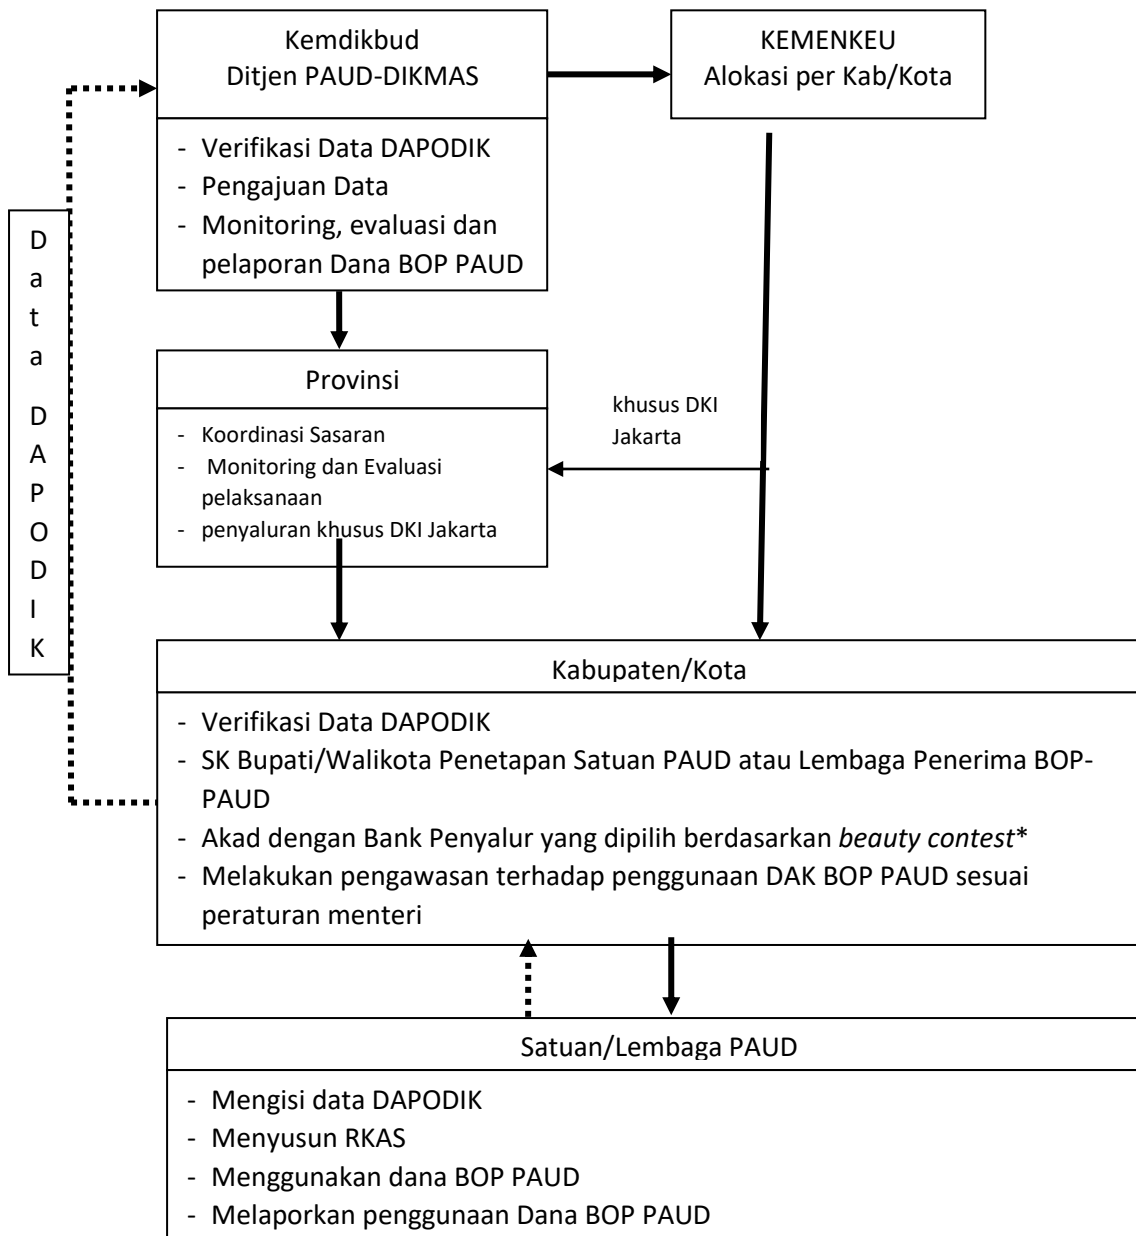 Kemdikbud
Ditjen PAUD-DIKMAS
- Verifikasi Data DAPODIK
- Pengajuan Data
- Monitoring, evaluasi dan
pelaporan Dana BOP PAUD
KEMENKEU
Alokasi per Kab/Kota
Data DAPODIK
Provinsi
- Koordinasi Sasaran
- Monitoring dan Evaluasi
pelaksanaan
- penyaluran khusus DKI Jakarta
khusus DKI
Jakarta
Kabupaten/Kota
- Verifikasi Data DAPODIK
- SK Bupati/Walikota Penetapan Satuan PAUD atau Lembaga Penerima BOP-
PAUD
- Akad dengan Bank Penyalur yang dipilih berdasarkan beauty contest*
- Melakukan pengawasan terhadap penggunaan DAK BOP PAUD sesuai
peraturan menteri
Satuan/Lembaga PAUD
- Mengisi data DAPODIK
- Menyusun RKAS
- Menggunakan dana BOP PAUD
- Melaporkan penggunaan Dana BOP PAUD